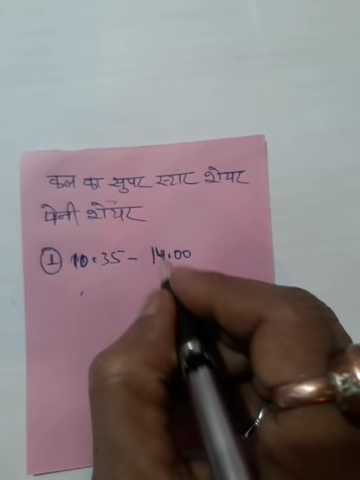 कल का सुपर स्टार शेयर
पेनी शेयर
① 10.35 - 14.00